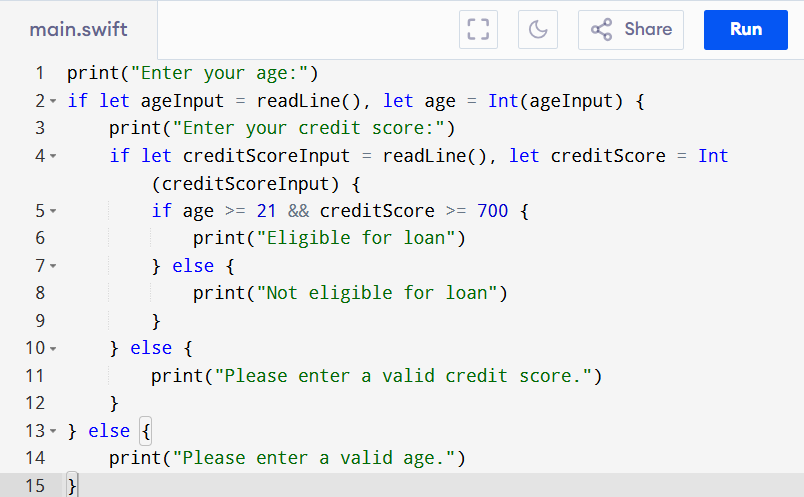 main.swift
Share
Run
1 print("Enter your age:")
2 if let ageInput = readLine(), let age = Int(ageInput) {
3     print("Enter your credit score:")
4     if let creditScoreInput = readLine(), let creditScore = Int
        (creditScoreInput) {
5         if age >= 21 && creditScore >= 700 {
6             print("Eligible for loan")
7         } else {
8             print("Not eligible for loan")
9         }
10     } else {
11         print("Please enter a valid credit score.")
12     }
13 } else {
14     print("Please enter a valid age.")
15 }